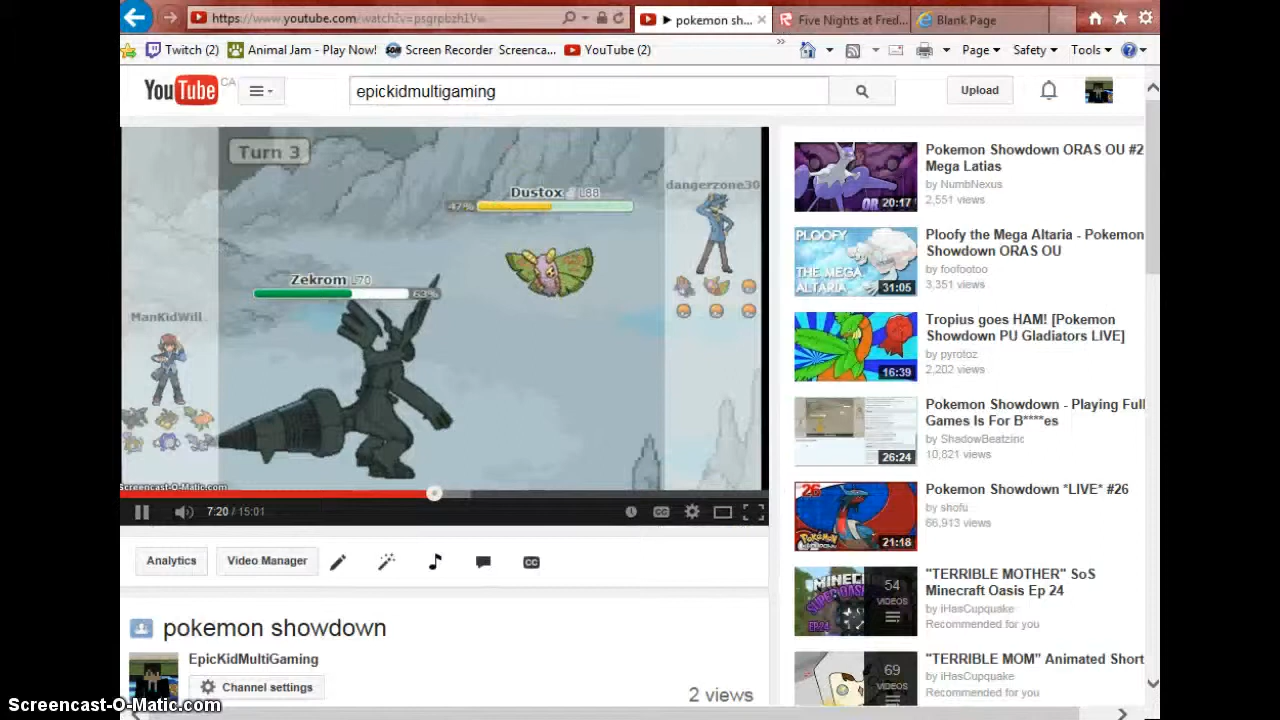 https://www.youtube.com/watch?v=psgrpbzh1Vw
pokemon sh...
Five Nights at Fred...
Blank Page
Twitch (2)
Animal Jam - Play Now!
Screen Recorder Screenca...
YouTube (2)
Page
Safety
Tools
YouTube CA
epickidmultigaming
Upload
Turn 3
Dustox L88
47%
dangerzone30
Zekrom L70
63%
ManKidWill
Screencast-O-Matic.com
7:20 / 15:01
CC
Analytics
Video Manager
CC
pokemon showdown
EpicKidMultiGaming
Channel settings
2 views
Pokemon Showdown ORAS OU #2
Mega Latias
by NumbNexus
2,551 views
OR
20:17
Ploofy the Mega Altaria - Pokemon
Showdown ORAS OU
by foofootoo
3,351 views
PLOOFY
THE MEGA
ALTARIA
31:05
Tropius goes HAM! [Pokemon
Showdown PU Gladiators LIVE]
by pyrotoz
2,202 views
16:39
Pokemon Showdown - Playing Full
Games Is For B****es
by ShadowBeatzInc
10,821 views
26:24
Pokemon Showdown *LIVE* #26
by shofu
66,913 views
26
21:18
"TERRIBLE MOTHER" SoS
Minecraft Oasis Ep 24
by iHasCupquake
Recommended for you
54
VIDEOS
"TERRIBLE MOM" Animated Short
by iHasCupquake
Recommended for you
69
VIDEOS
Screencast-O-Matic.com